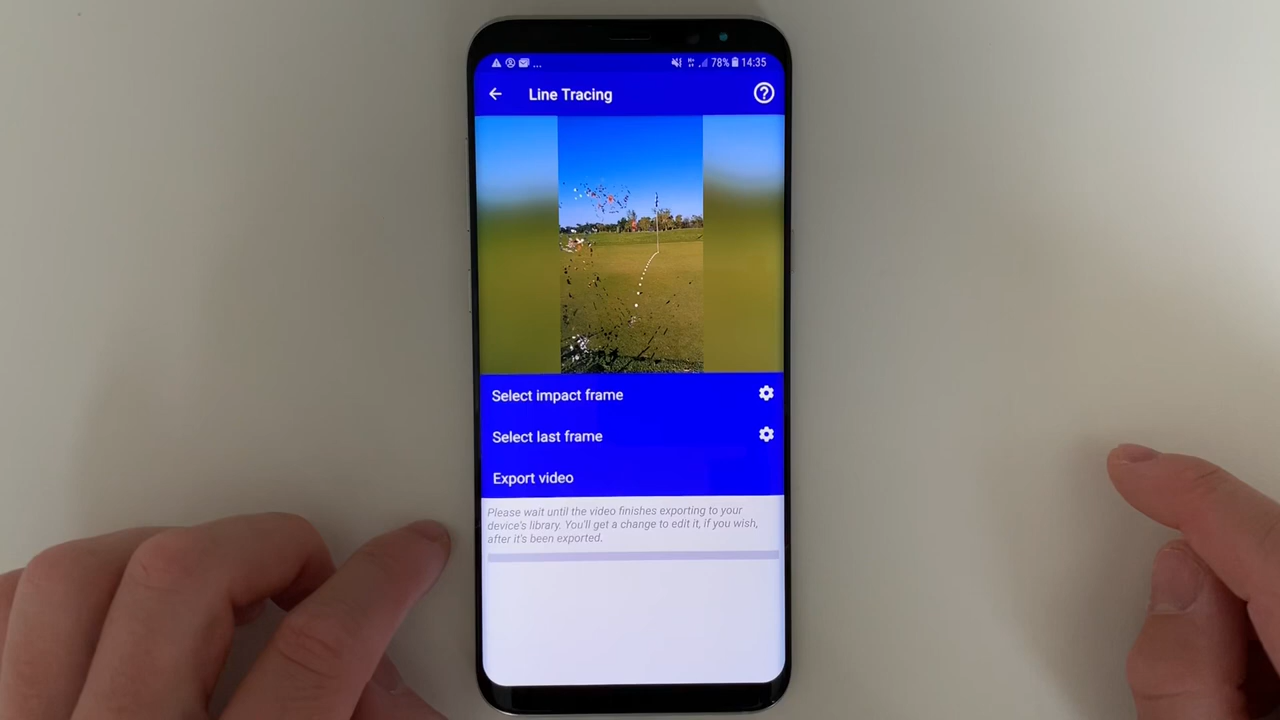 ... 78% 14:35
Line Tracing
Select impact frame
Select last frame
Export video
Please wait until the video finishes exporting to your
device's library. You'll get a change to edit it, if you wish,
after it's been exported.